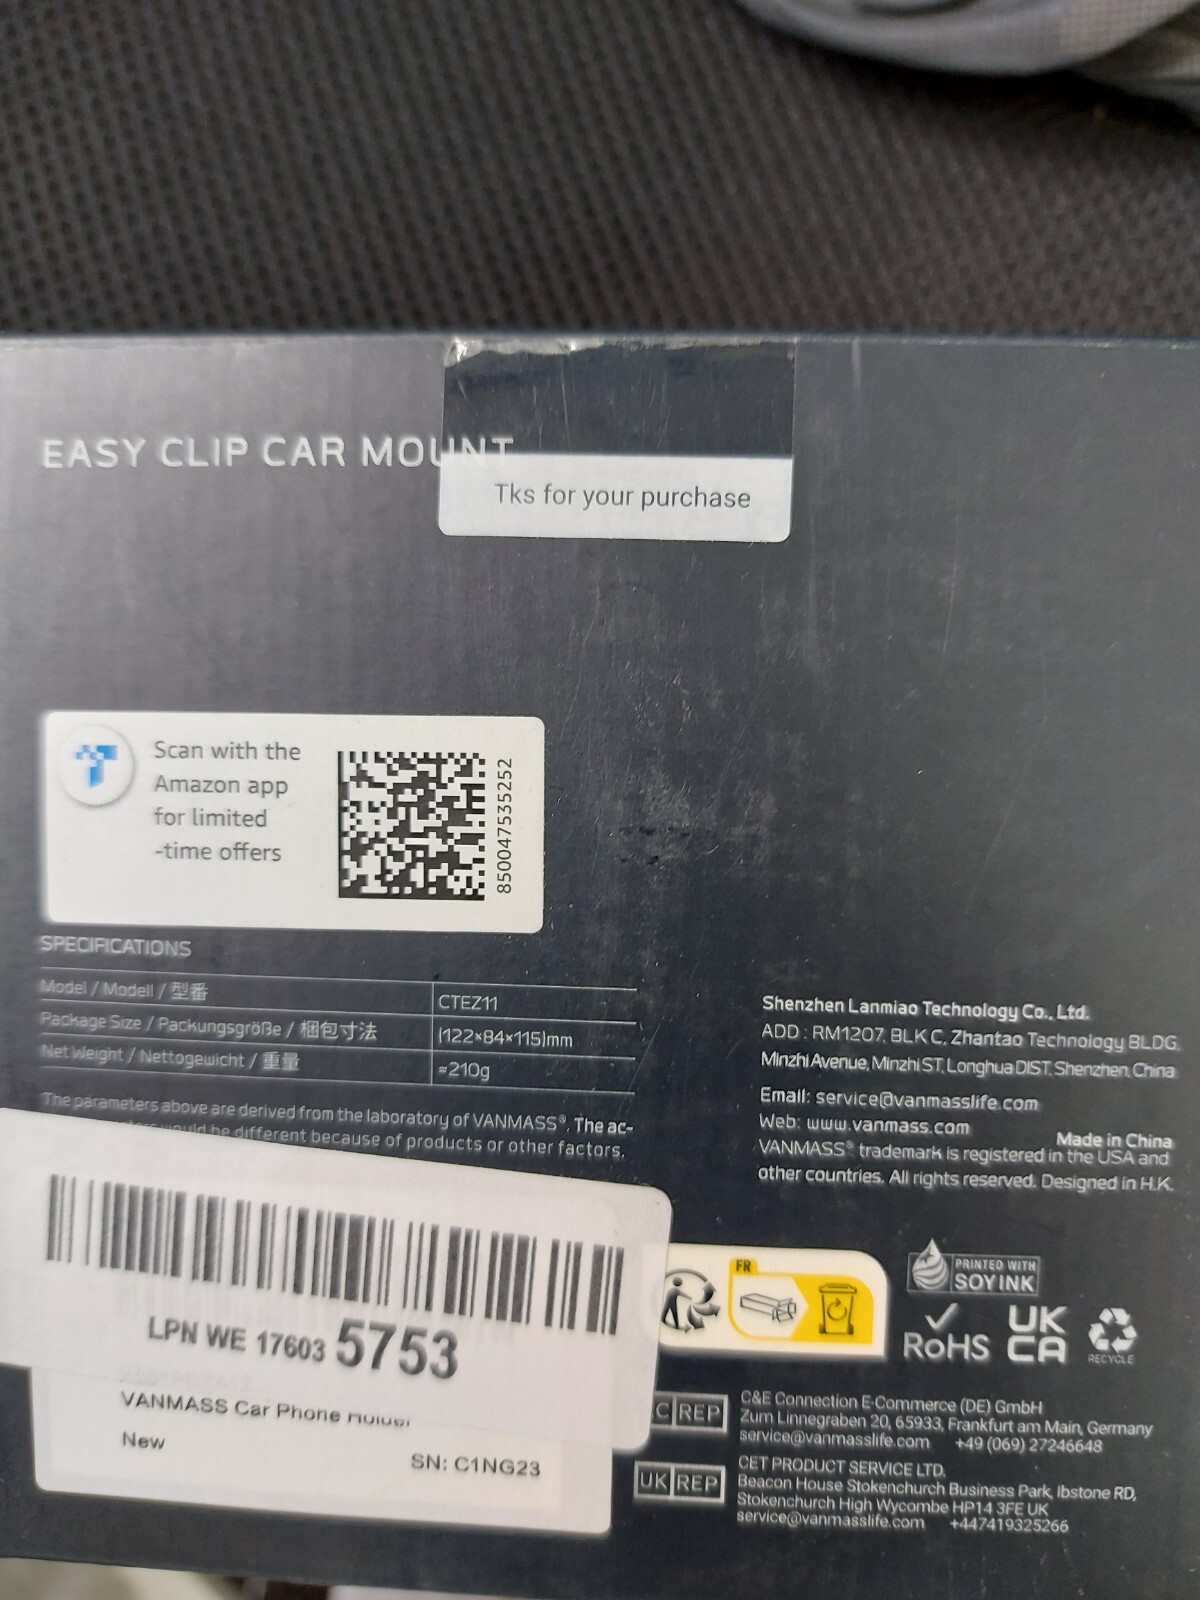 EASY CLIP CAR MOUNT
Tks for your purchase
Scan with the
Amazon app
for limited
-time offers
850047535252
SPECIFICATIONS
Model / Modell / 型番 CTEZ11
Package Size / Packungsgröße / 梱包寸法 (122×84×115)mm
Net Weight / Nettogewicht / 重量 ≈210g
The parameters above are derived from the laboratory of VANMASS®. The ac-
would be different because of products or other factors.
Shenzhen Lanmiao Technology Co., Ltd.
ADD : RM1207, BLK C, Zhantao Technology BLDG,
Minzhi Avenue, Minzhi ST, Longhua DIST, Shenzhen, China
Email: service@vanmasslife.com
Web: www.vanmass.com
Made in China
VANMASS® trademark is registered in the USA and
other countries. All rights reserved. Designed in H.K.
LPN WE 17603 5753
VANMASS Car Phone Holder
New
SN: C1NG23
FR
PRINTED WITH
SOY INK
RoHS
UK
CA
RECYCLE
C REP
C&E Connection E-Commerce (DE) GmbH
Zum Linnegraben 20, 65933, Frankfurt am Main, Germany
service@vanmasslife.com +49 (069) 27246648
UK REP
CET PRODUCT SERVICE LTD.
Beacon House Stokenchurch Business Park, Ibstone RD,
Stokenchurch High Wycombe HP14 3FE UK
service@vanmasslife.com +447419325266